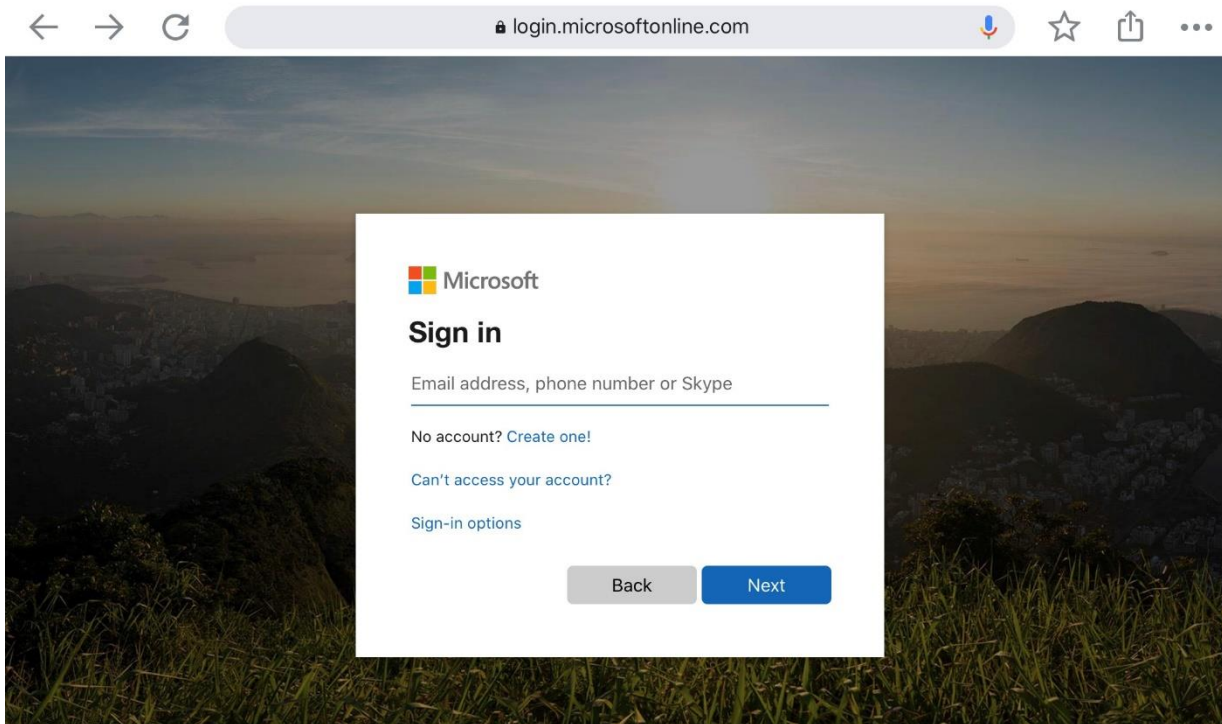 login.microsoftonline.com
Microsoft
Sign in
Email address, phone number or Skype
No account? Create one!
Can't access your account?
Sign-in options
Back Next